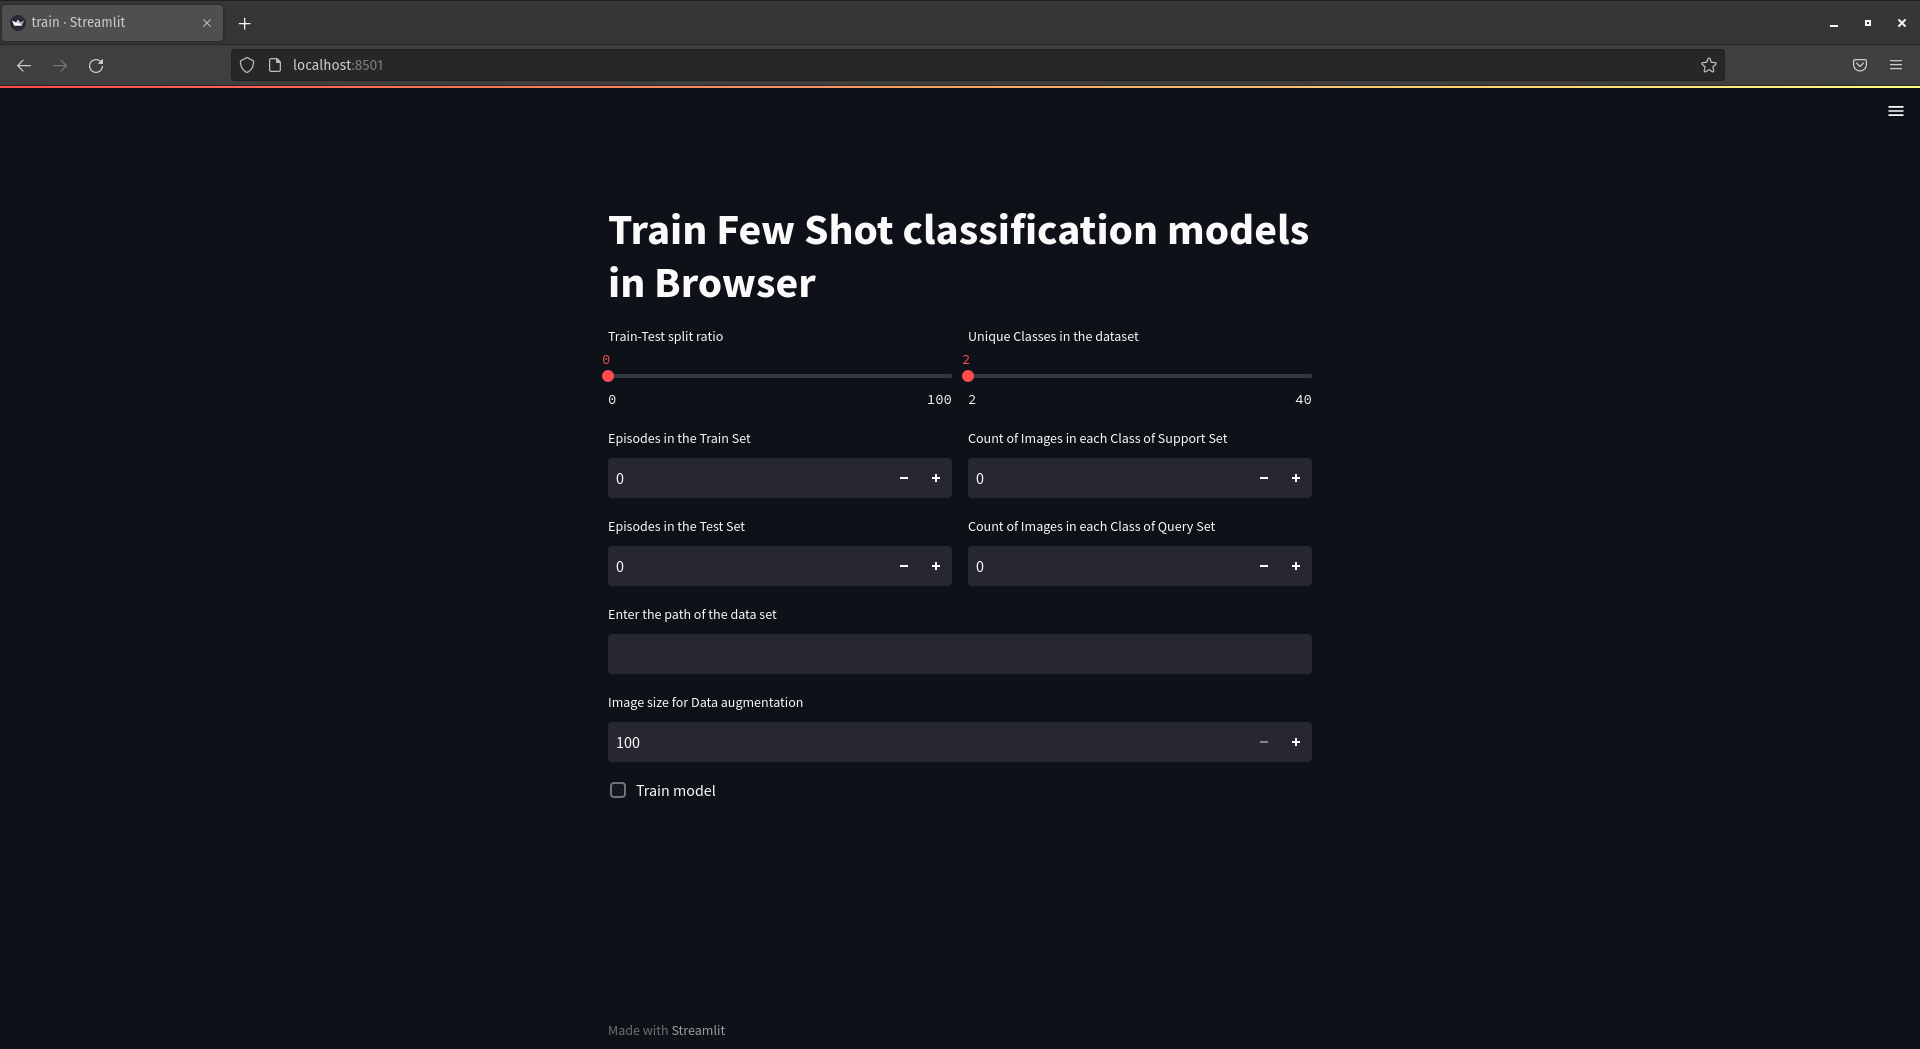 train · Streamlit
localhost:8501
Train Few Shot classification models
in Browser
Train-Test split ratio
0
0 100
Unique Classes in the dataset
2
2 40
Episodes in the Train Set
0
Count of Images in each Class of Support Set
0
Episodes in the Test Set
0
Count of Images in each Class of Query Set
0
Enter the path of the data set
Image size for Data augmentation
100
Train model
Made with Streamlit